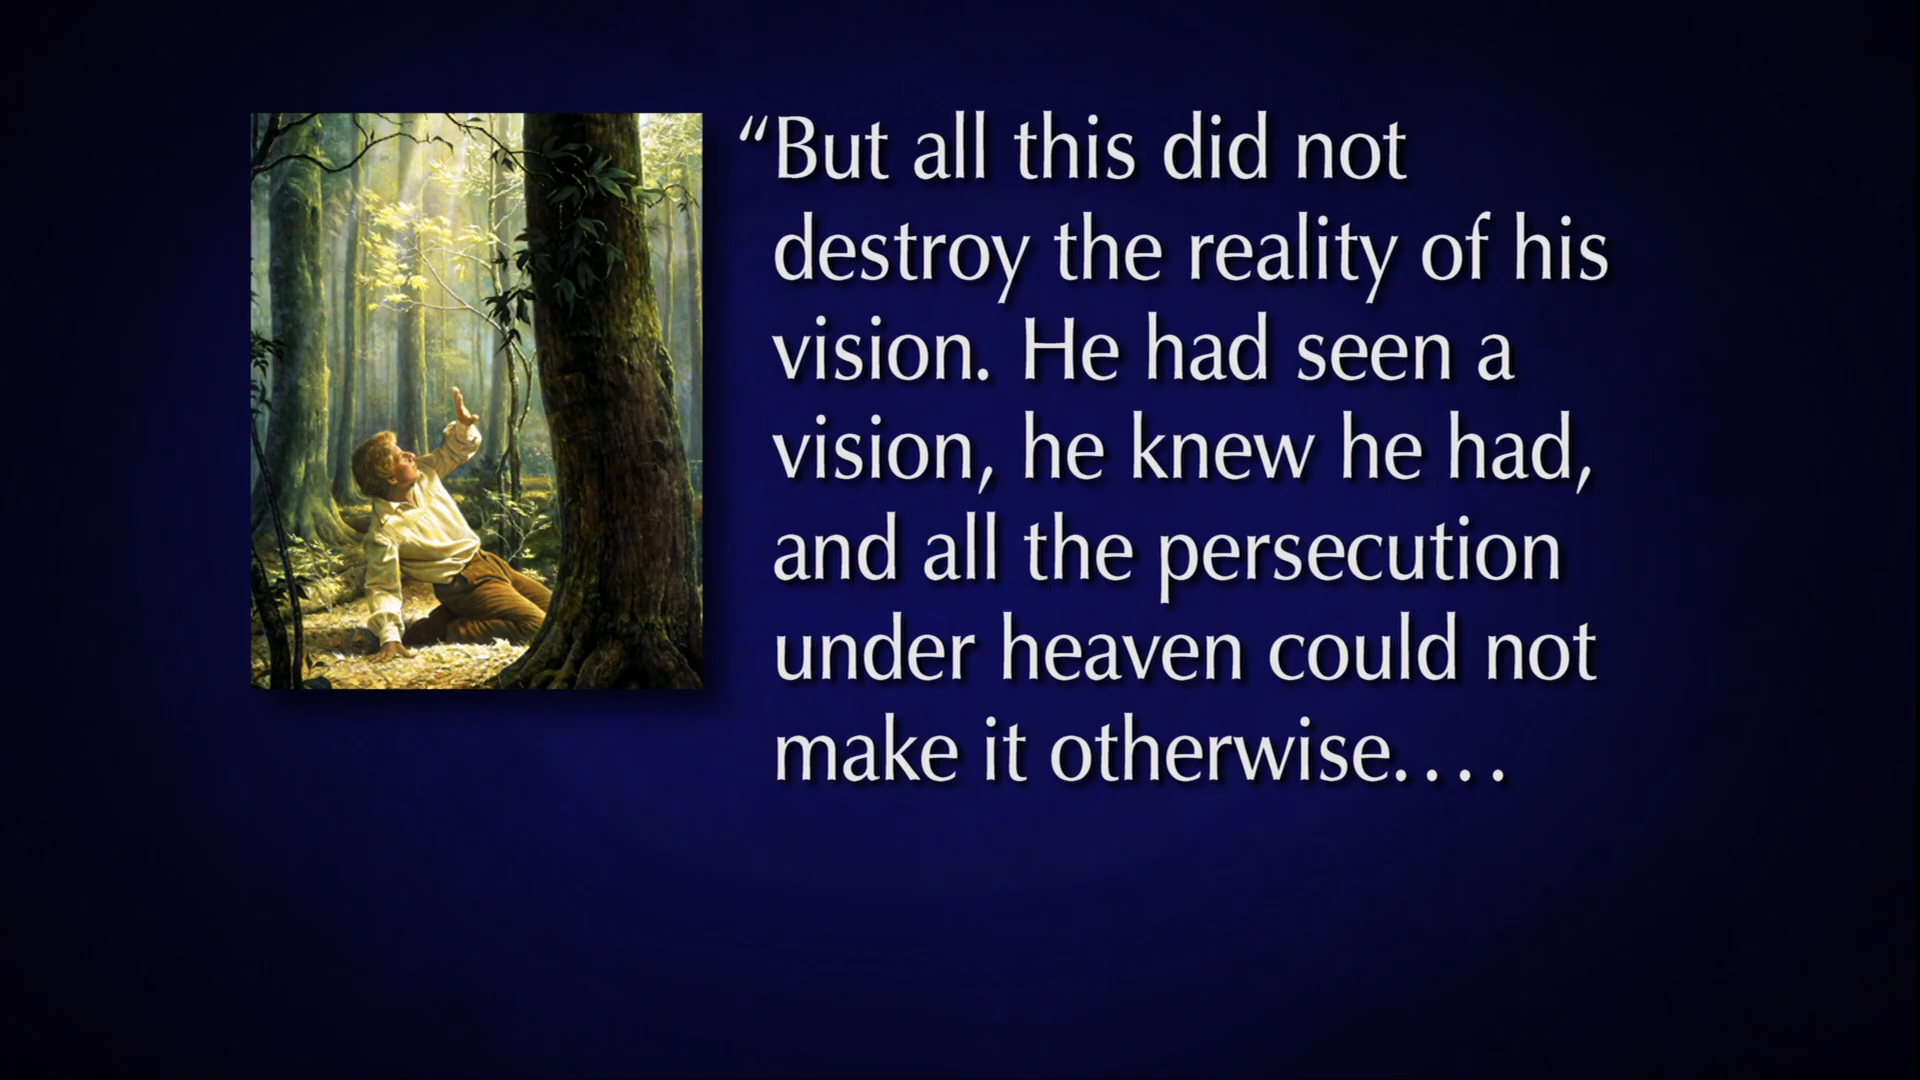 “But all this did not
destroy the reality of his
vision. He had seen a
vision, he knew he had,
and all the persecution
under heaven could not
make it otherwise. . . .